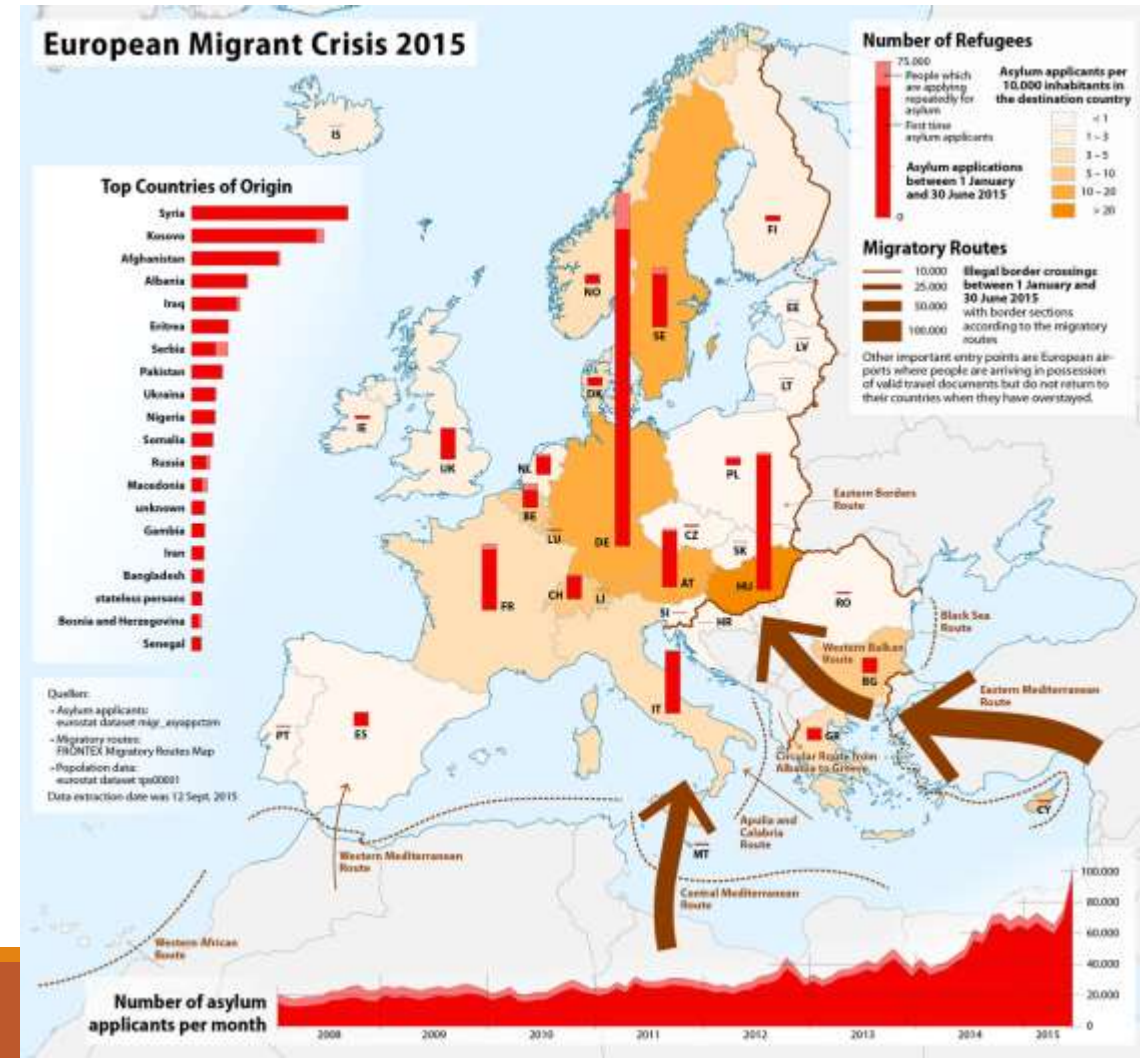 European Migrant Crisis 2015
Number of Refugees
75.000
People which
are applying
repeatedly for
asylum
First time
asylum applicants
Asylum applications
between 1 January
and 30 June 2015
0
Asylum applicants per
10,000 inhabitants in
the destination country
< 1
1 – 3
3 – 5
5 – 10
10 – 20
> 20
Migratory Routes
10.000
25.000
50.000
100.000
Illegal border crossings
between 1 January and
30 June 2015
with border sections
according to the migratory
routes
Other important entry points are European air-
ports where people are arriving in possession
of valid travel documents but do not return to
their countries when they have overstayed.
Top Countries of Origin
Syria
Kosovo
Afghanistan
Albania
Iraq
Eritrea
Serbia
Pakistan
Ukraina
Nigeria
Somalia
Russia
Macedonia
unknown
Gambia
Iran
Bangladesh
stateless persons
Bosnia and Herzegovina
Senegal
Quellen:
- Asylum applicants:
eurostat dataset migr_asyappctzm
- Migratory routes:
FRONTEX Migratory Routes Map
- Population data:
eurostat dataset tps00001
Data extraction date was 12 Sept. 2015
IS
NO
SE
FI
EE
LV
LT
DK
IE
UK
NL
BE
LU
DE
PL
CZ
SK
AT
HU
CH
LI
FR
SI
HR
RO
BG
IT
GR
PT
ES
MT
CY
Eastern Borders
Route
Black Sea
Route
Western Balkan
Route
Eastern Mediterranean
Route
Circular Route from
Albania to Greece
Apulia and
Calabria
Route
Central Mediterranean
Route
Western Mediterranean
Route
Western African
Route
Number of asylum
applicants per month
100.000
80.000
60.000
40.000
20.000
0
2008
2009
2010
2011
2012
2013
2014
2015